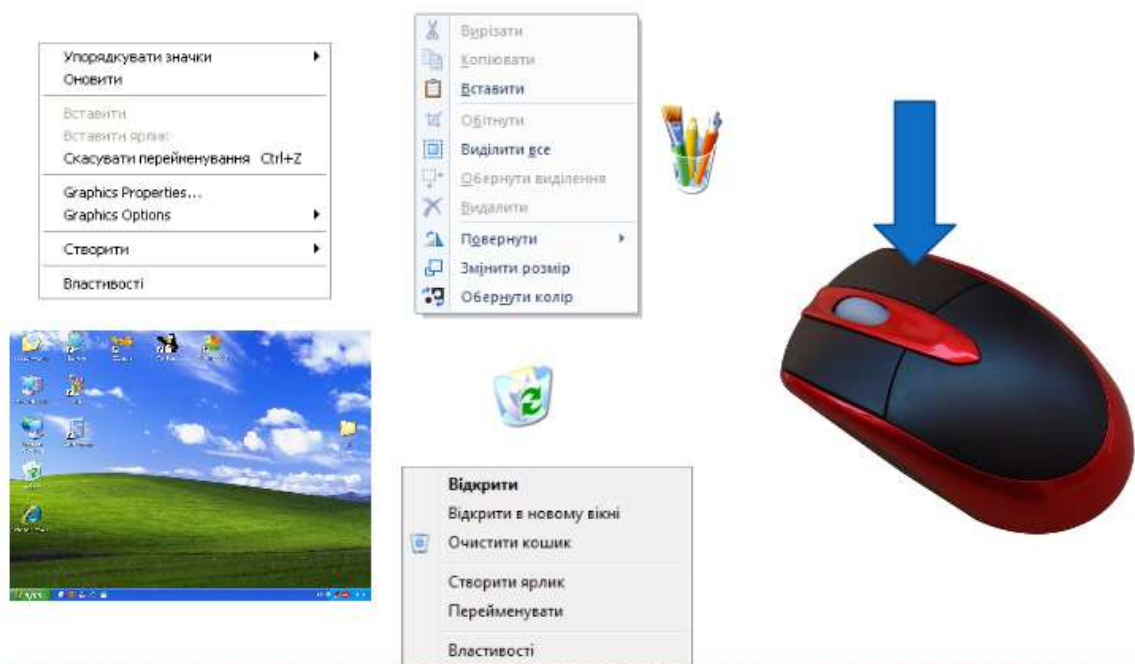 Упорядкувати значки
Оновити
Вставити
Вставити ярлик
Скасувати перейменування Ctrl+Z
Graphics Properties...
Graphics Options
Створити
Властивості
Вирізати
Копіювати
Вставити
Обітнути
Виділити все
Обернути виділення
Видалити
Повернути
Змінити розмір
Обернути колір
Відкрити
Відкрити в новому вікні
Очистити кошик
Створити ярлик
Перейменувати
Властивості